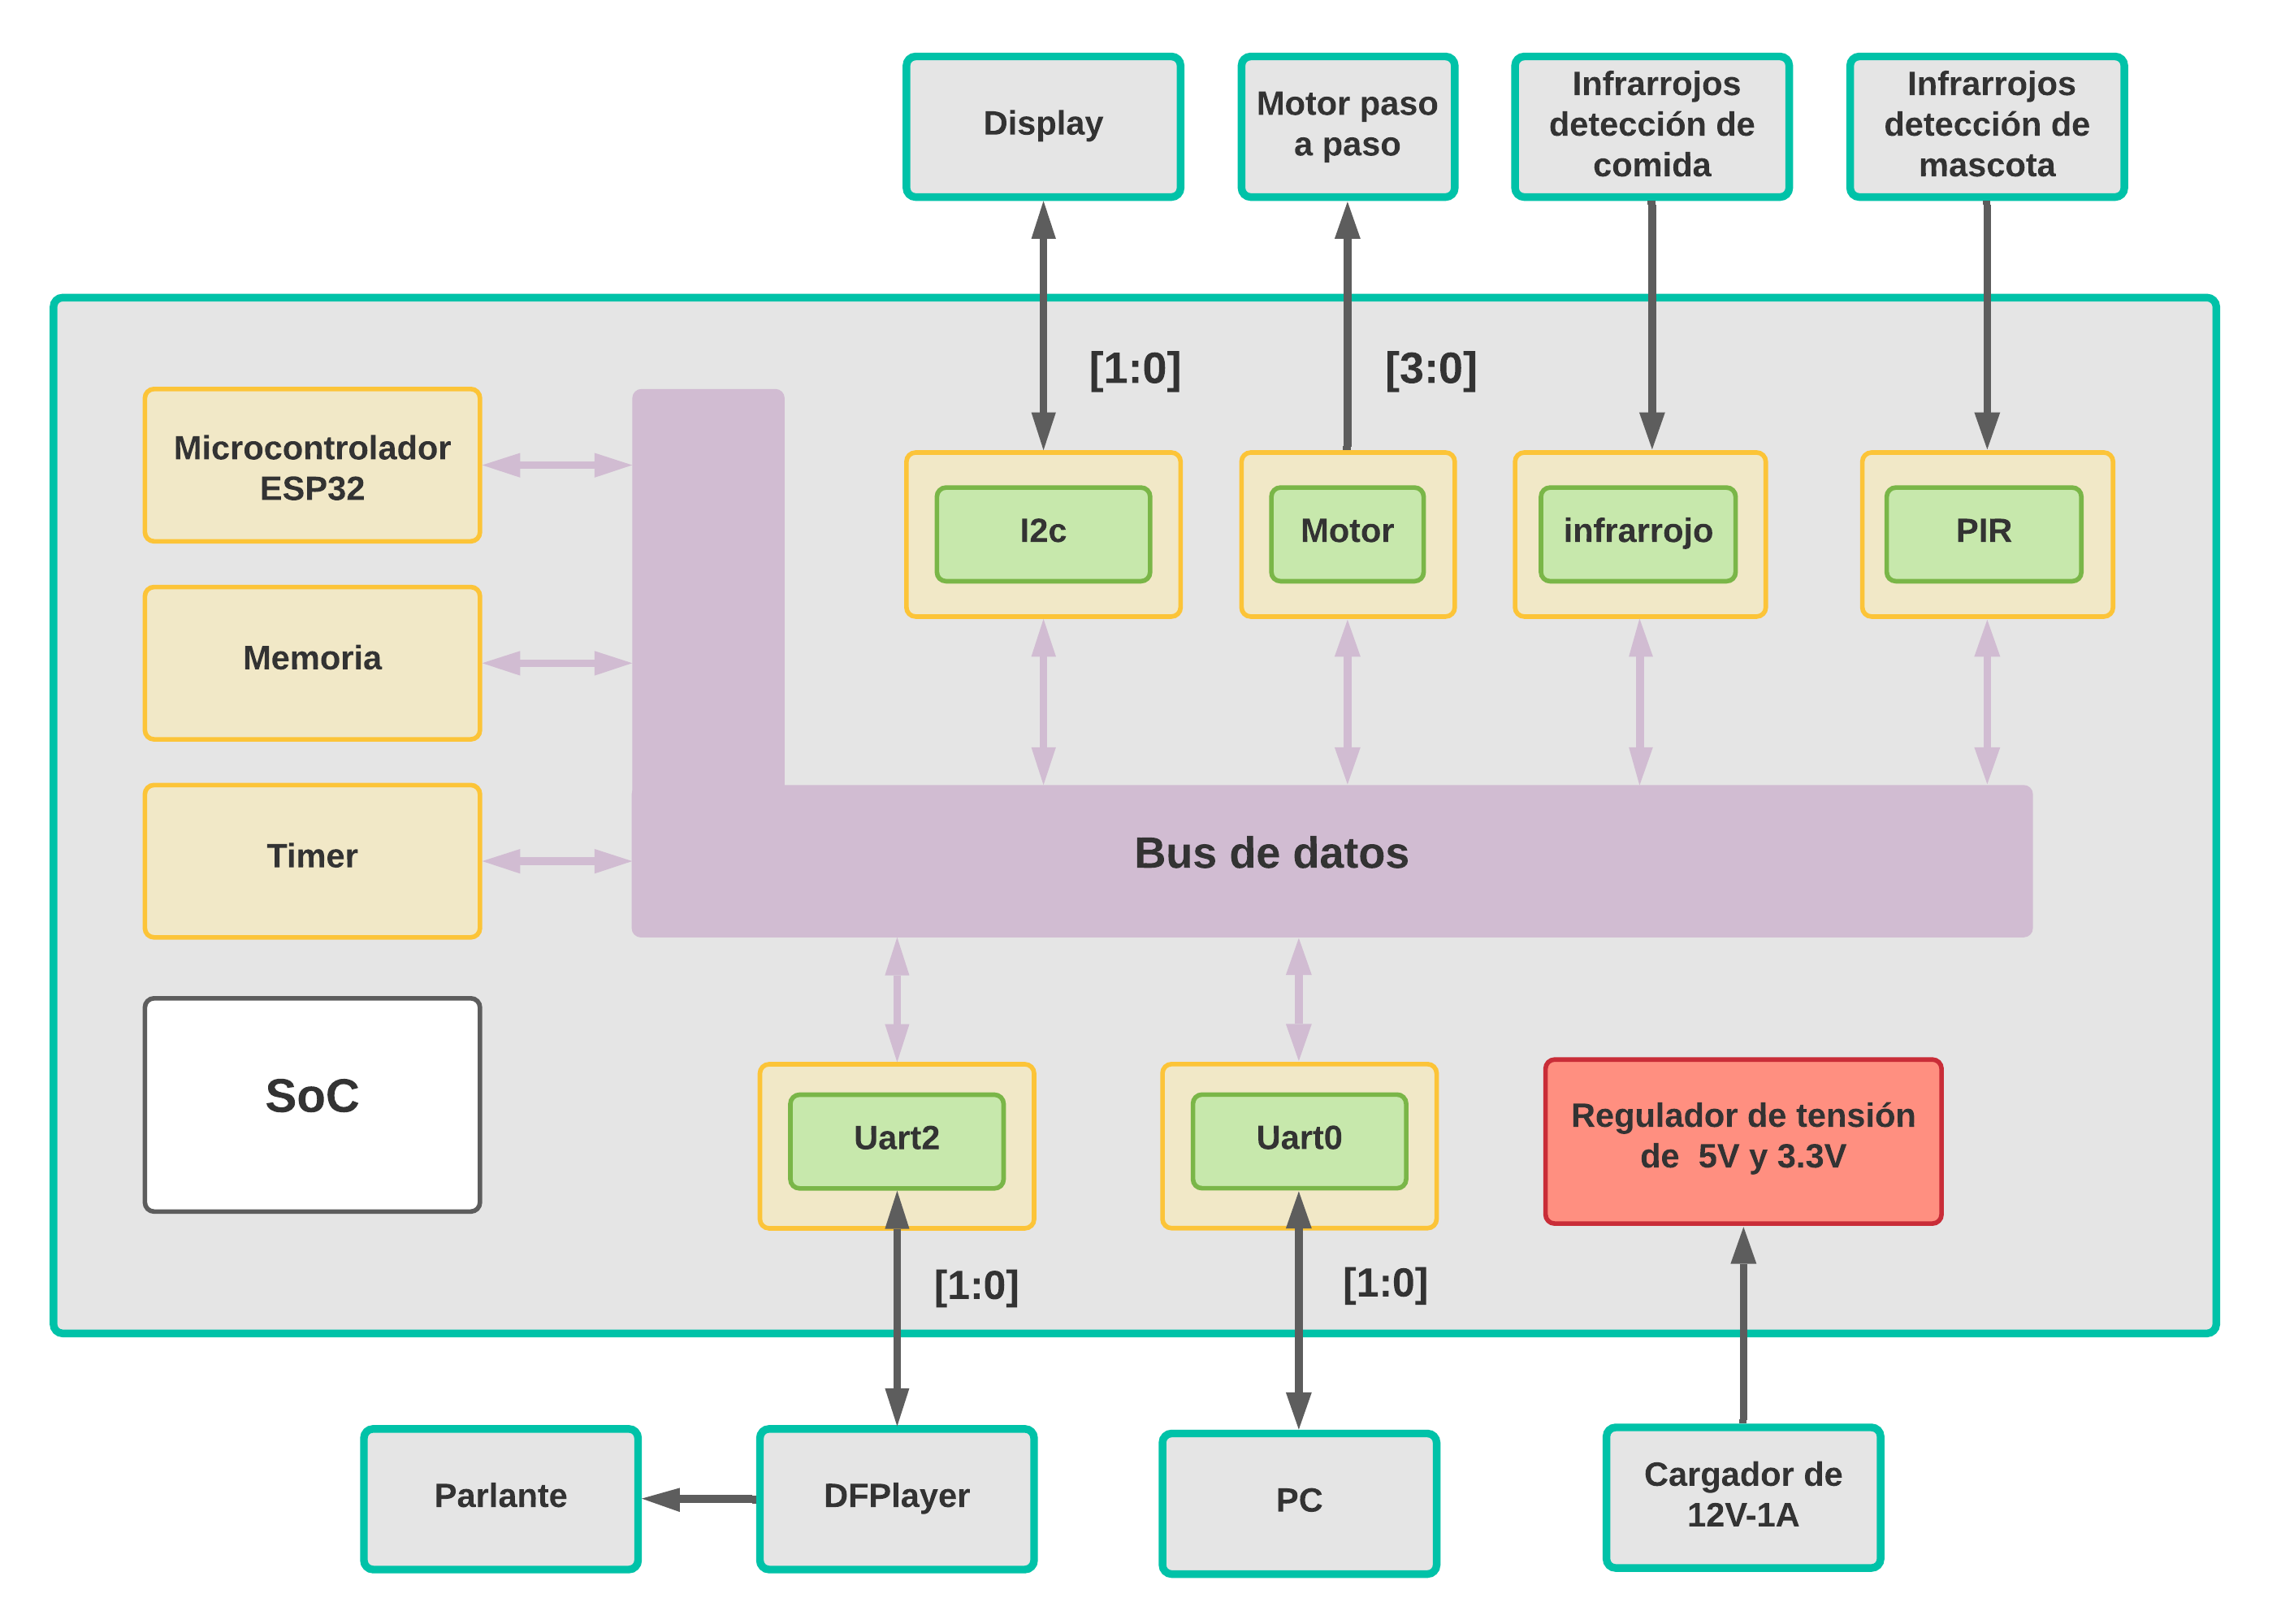 Display
Motor paso
a paso
Infrarrojos
detección de
comida
Infrarrojos
detección de
mascota
[1:0]
[3:0]
Microcontrolador
ESP32
I2c
Motor
infrarrojo
PIR
Memoria
Timer
Bus de datos
SoC
Uart2
Uart0
Regulador de tensión
de  5V y 3.3V
[1:0]
[1:0]
Parlante
DFPlayer
PC
Cargador de
12V-1A